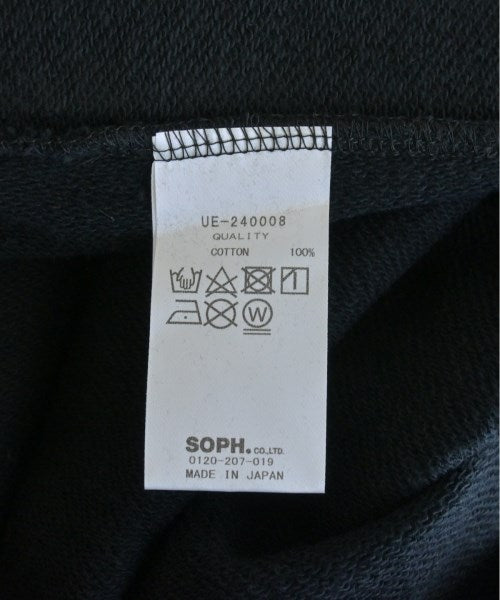 UE-240008
QUALITY
COTTON 100%
W
SOPH. CO.,LTD.
0120-207-019
MADE IN JAPAN